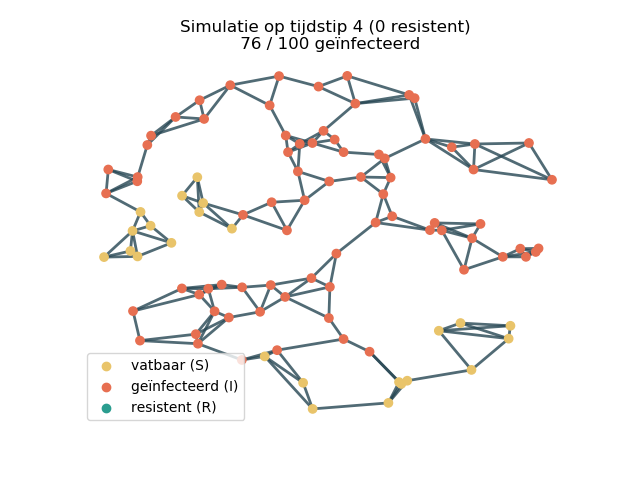 Simulatie op tijdstip 4 (0 resistent)
76 / 100 geïnfecteerd
vatbaar (S)
geïnfecteerd (I)
resistent (R)